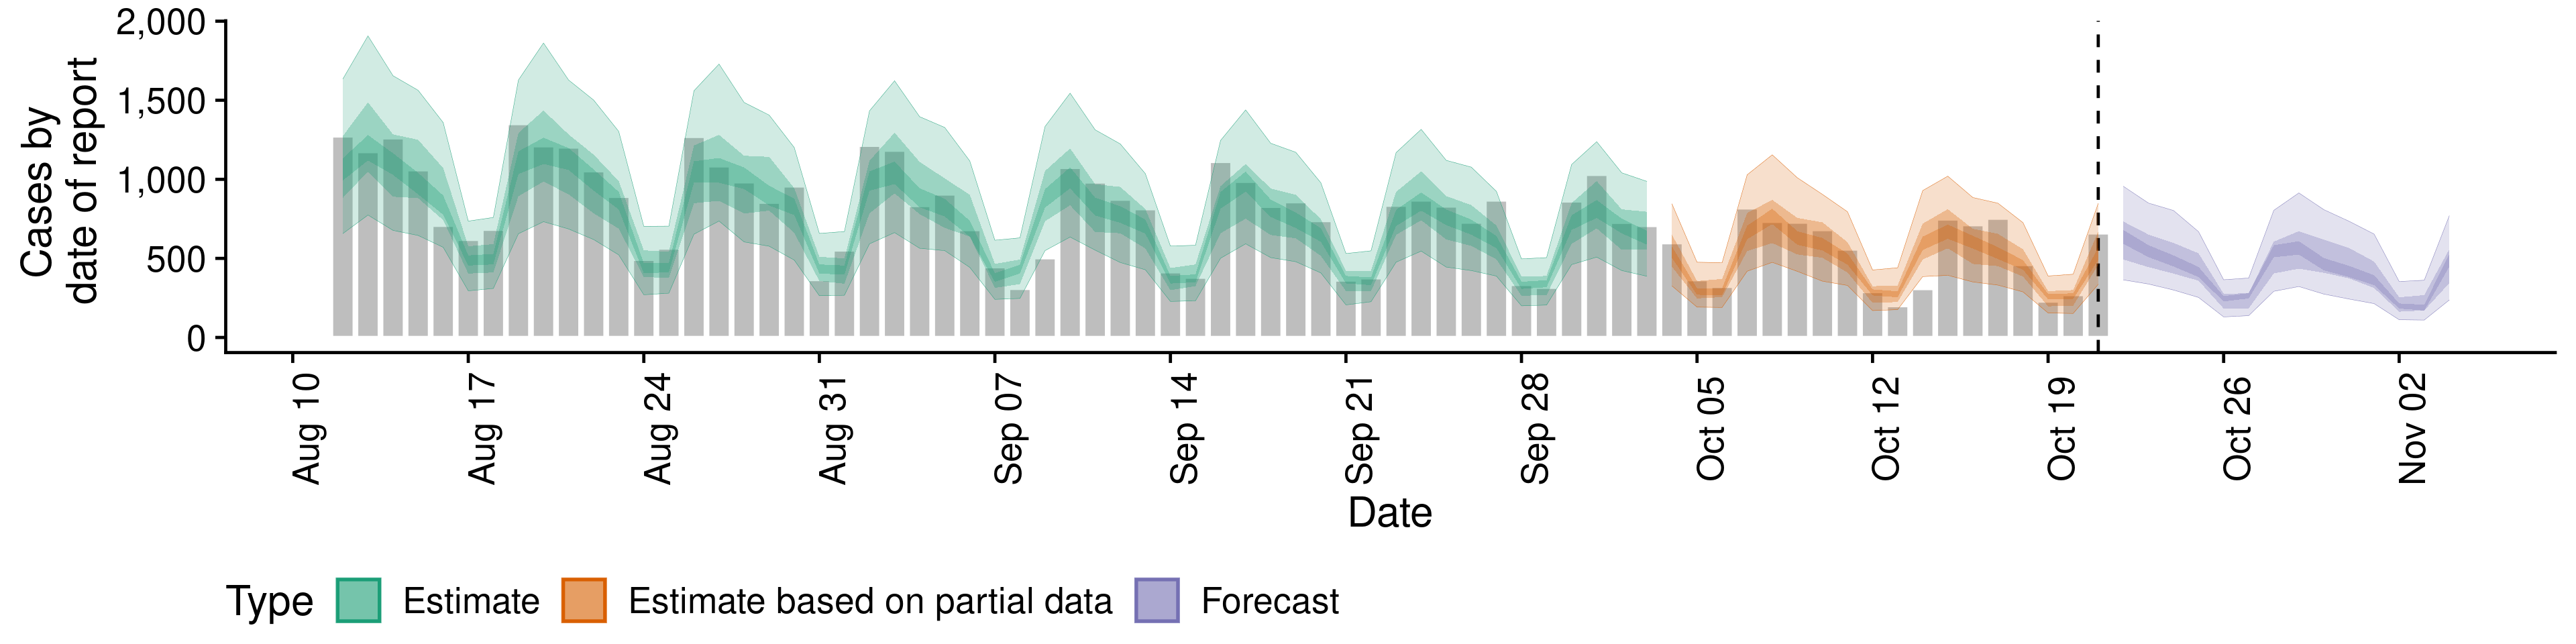 Cases by
date of report
2,000
1,500
1,000
500
0
Aug 10
Aug 17
Aug 24
Aug 31
Sep 07
Sep 14
Sep 21
Sep 28
Oct 05
Oct 12
Oct 19
Oct 26
Nov 02
Date
Type Estimate Estimate based on partial data Forecast